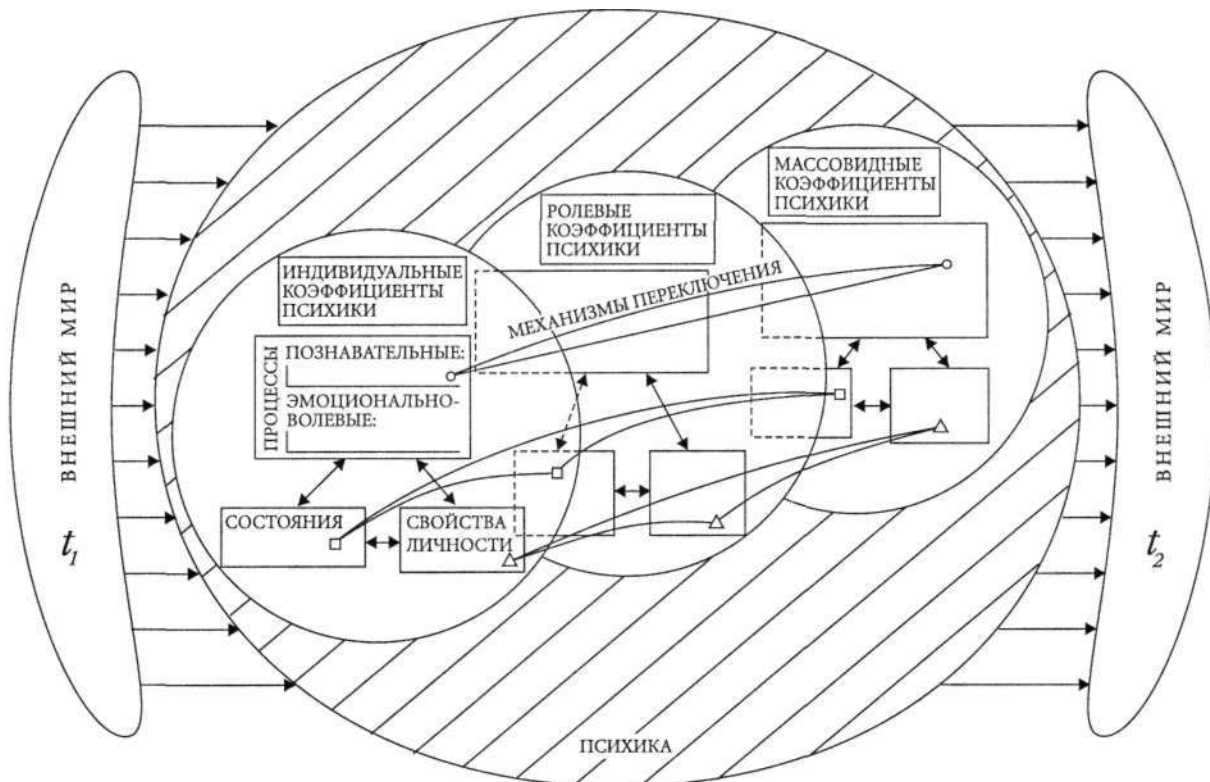 ВНЕШНИЙ МИР
t₁
ИНДИВИДУАЛЬНЫЕ
КОЭФФИЦИЕНТЫ
ПСИХИКИ
ПРОЦЕССЫ
ПОЗНАВАТЕЛЬНЫЕ:
ЭМОЦИОНАЛЬНО-
ВОЛЕВЫЕ:
СОСТОЯНИЯ
СВОЙСТВА
ЛИЧНОСТИ
РОЛЕВЫЕ
КОЭФФИЦИЕНТЫ
ПСИХИКИ
МЕХАНИЗМЫ ПЕРЕКЛЮЧЕНИЯ
МАССОВИДНЫЕ
КОЭФФИЦИЕНТЫ
ПСИХИКИ
ПСИХИКА
ВНЕШНИЙ МИР
t₂